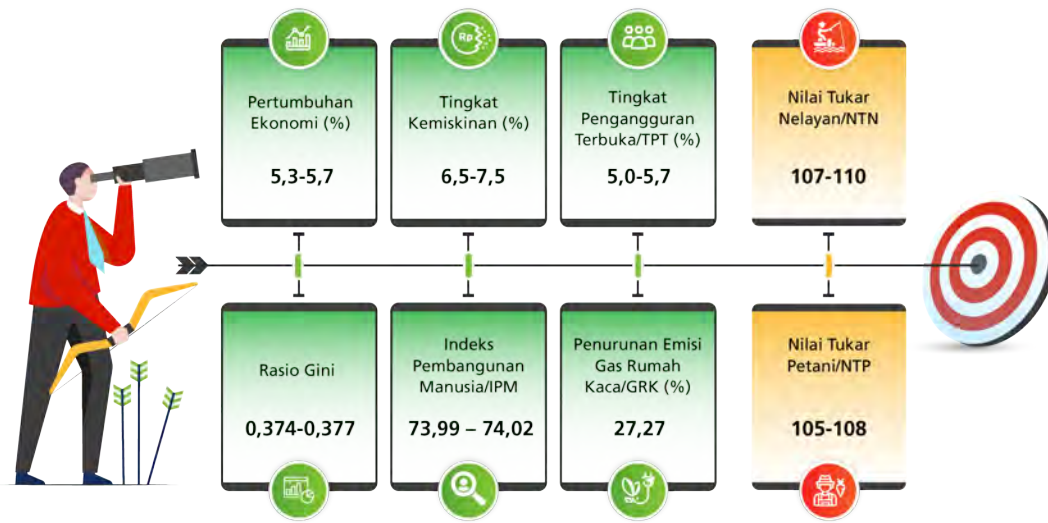 Pertumbuhan
Ekonomi (%)
5,3-5,7
Rp
Tingkat
Kemiskinan (%)
6,5-7,5
Tingkat
Pengangguran
Terbuka/TPT (%)
5,0-5,7
Nilai Tukar
Nelayan/NTN
107-110
Rasio Gini
0,374-0,377
Indeks
Pembangunan
Manusia/IPM
73,99 – 74,02
Penurunan Emisi
Gas Rumah
Kaca/GRK (%)
27,27
Nilai Tukar
Petani/NTP
105-108